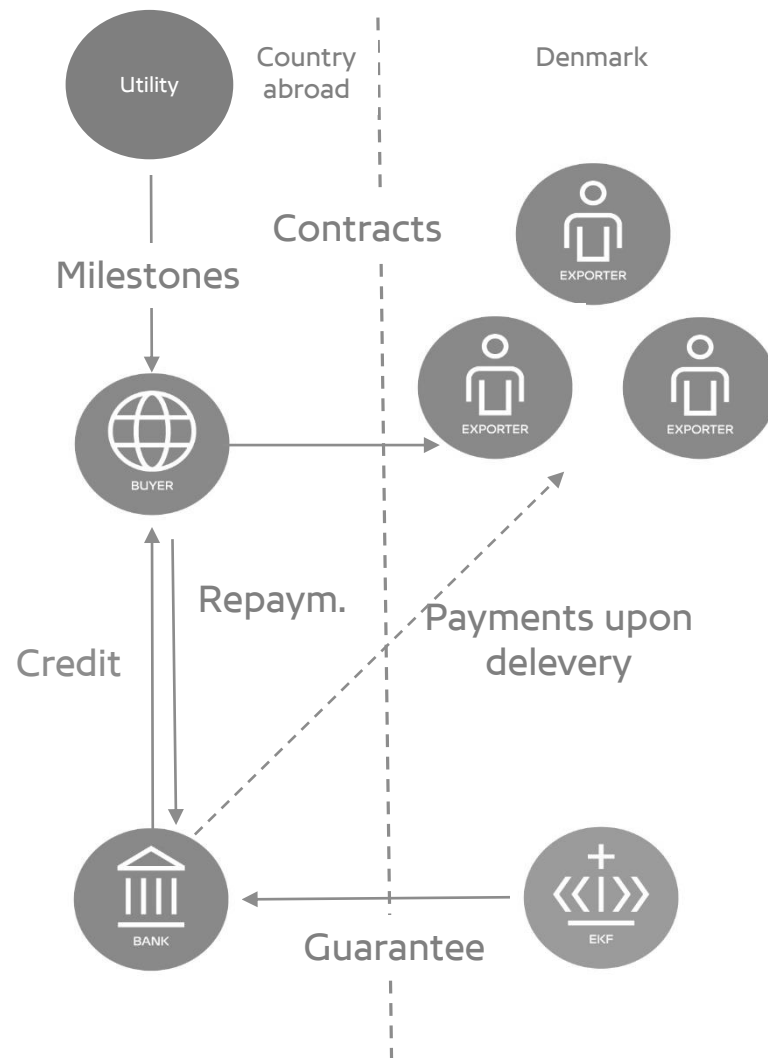 Utility
Country
abroad
Denmark
Contracts
EXPORTER
Milestones
EXPORTER
EXPORTER
BUYER
Repaym.
Payments upon
delevery
Credit
BANK
EKF
Guarantee